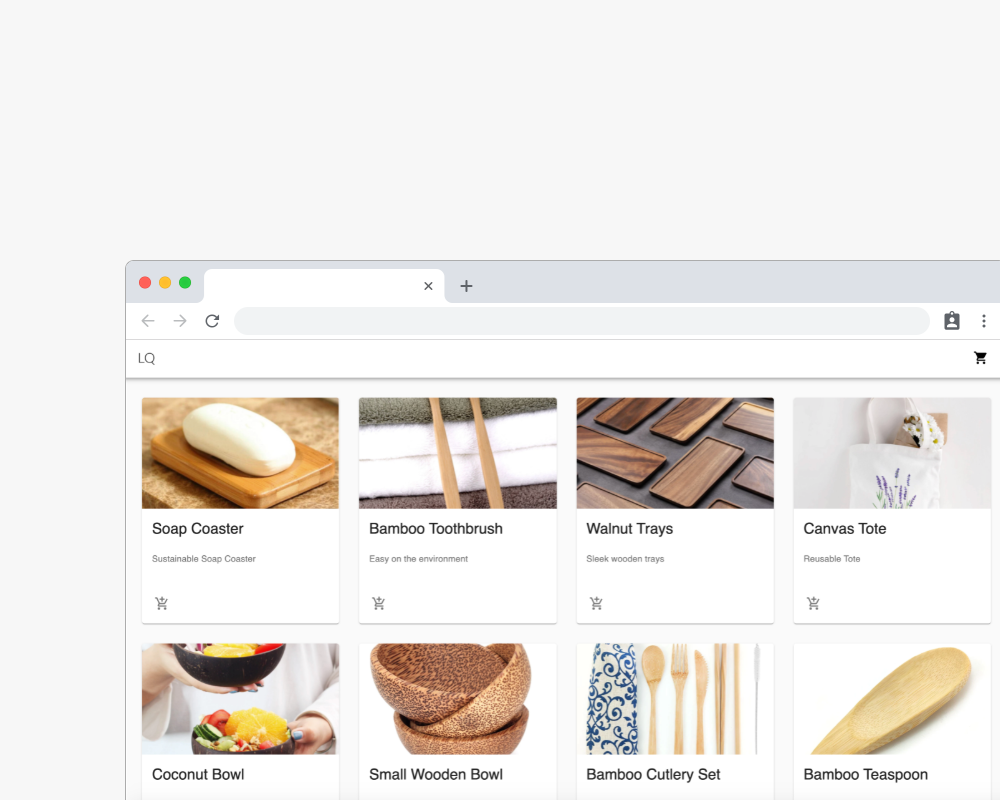 LQ
Soap Coaster
Sustainable Soap Coaster
Bamboo Toothbrush
Easy on the environment
Walnut Trays
Sleek wooden trays
Canvas Tote
Reusable Tote
Coconut Bowl
Small Wooden Bowl
Bamboo Cutlery Set
Bamboo Teaspoon